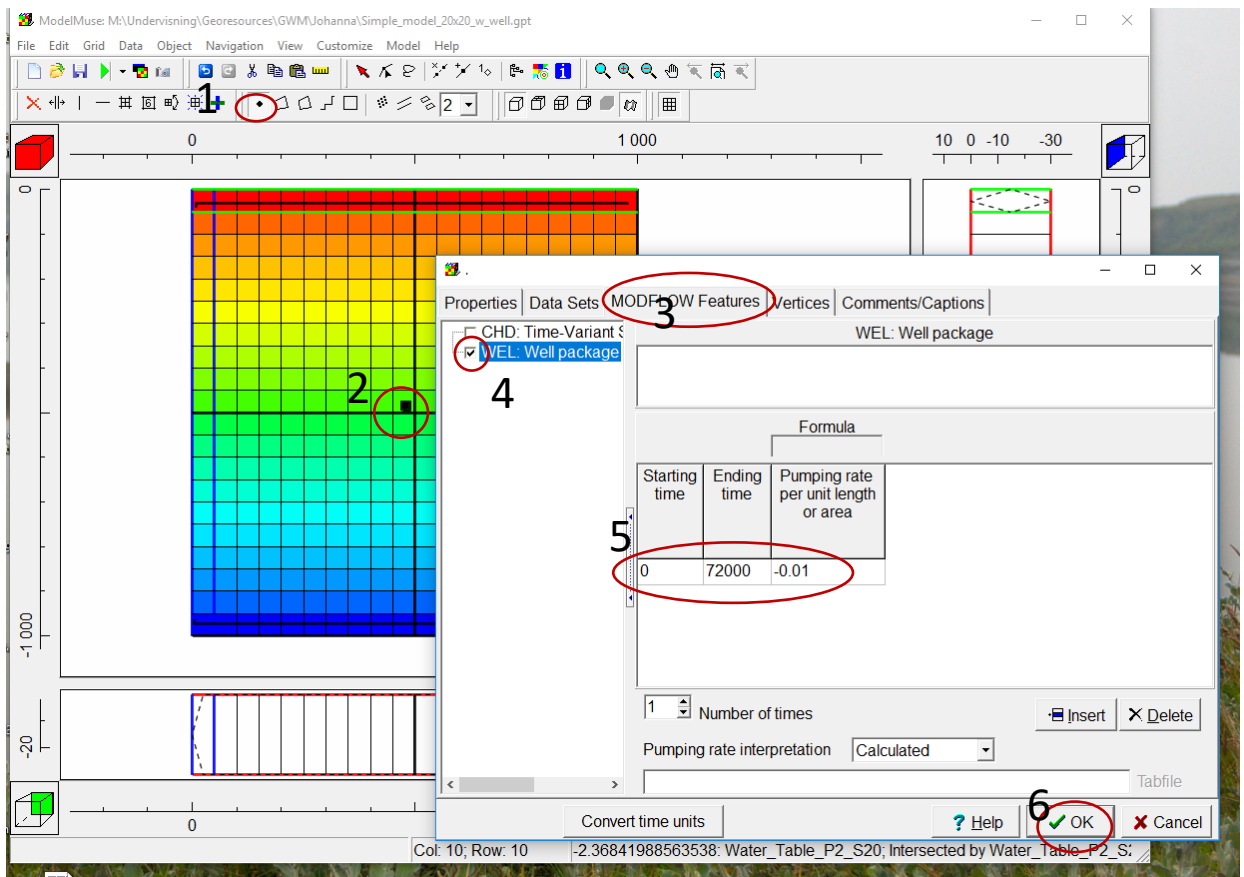 ModelMuse: M:\Undervisning\Georesources\GWM\Johanna\Simple_model_20x20_w_well.gpt
File Edit Grid Data Object Navigation View Customize Model Help
1
2
0 1 000
10 0 -10 -30
0
0
-1 000
-20
0
2
.
Properties Data Sets MODFLOW Features Vertices Comments/Captions
3
CHD: Time-Variant S
WEL: Well package
4
WEL: Well package
Formula
Starting time
Ending time
Pumping rate per unit length or area
5
0 72000 -0.01
1 Number of times
Insert Delete
Pumping rate interpretation Calculated
Tabfile
6
Convert time units
? Help OK Cancel
Col: 10; Row: 10 -2.36841988563538: Water_Table_P2_S20; Intersected by Water_Table_P2_S